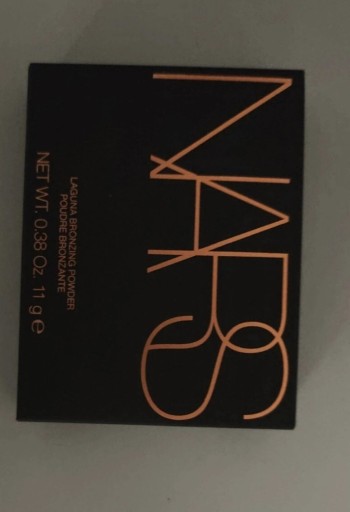 NARS
LAGUNA BRONZING POWDER
POUDRE BRONZANTE
NET WT. 0.38 Oz. 11 g ℮